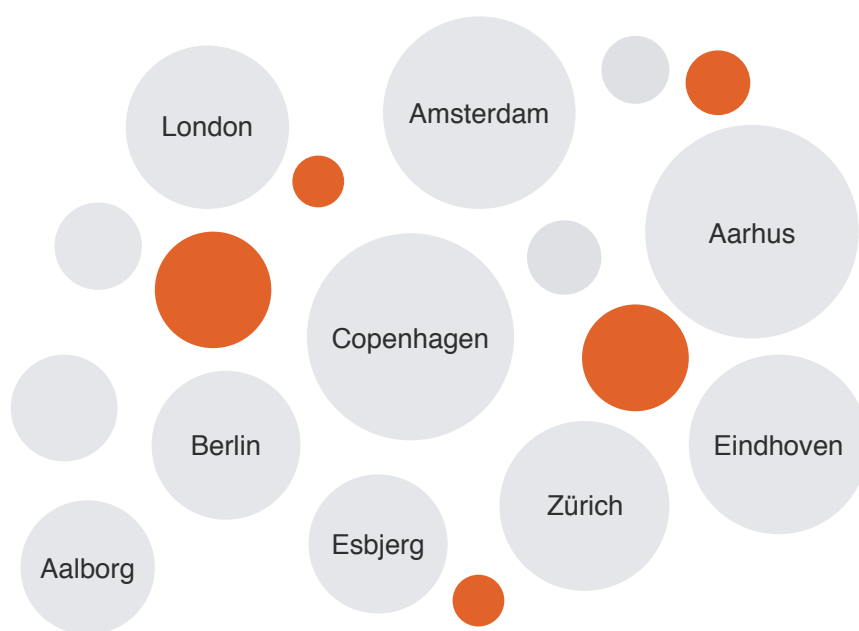 London
Amsterdam
Aarhus
Copenhagen
Berlin
Eindhoven
Zürich
Esbjerg
Aalborg